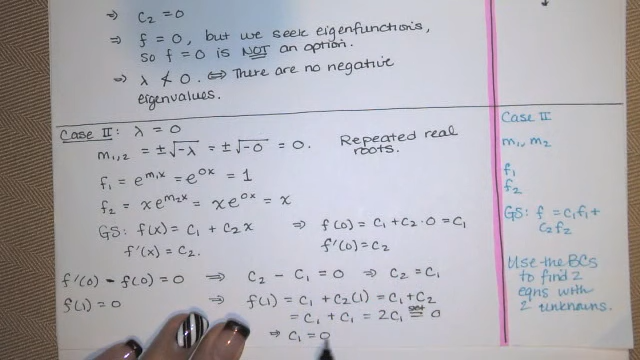 ⇒ C₂ = 0
⇒ f = 0, but we seek eigenfunctions,
so f = 0 is NOT an option.
⇒ λ ≮ 0. ⟺ There are no negative
eigenvalues.
Case II: λ = 0
m₁,₂ = ±√-λ = ±√-0 = 0. Repeated real
roots.
f₁ = e^(m₁x) = e^(0x) = 1
f₂ = xe^(m₂x) = xe^(0x) = x
GS: f(x) = C₁ + C₂x ⇒ f(0) = C₁ + C₂·0 = C₁
f'(x) = C₂. f'(0) = C₂
f'(0) - f(0) = 0 ⇒ C₂ - C₁ = 0 ⇒ C₂ = C₁
f(1) = 0 ⇒ f(1) = C₁ + C₂(1) = C₁ + C₂
= C₁ + C₁ = 2C₁ set= 0
⇒ C₁ = 0
Case II
m₁, m₂
f₁
f₂
GS: f = C₁f₁ +
C₂f₂
Use the BCs
to find 2
eqns with
2 unknowns.